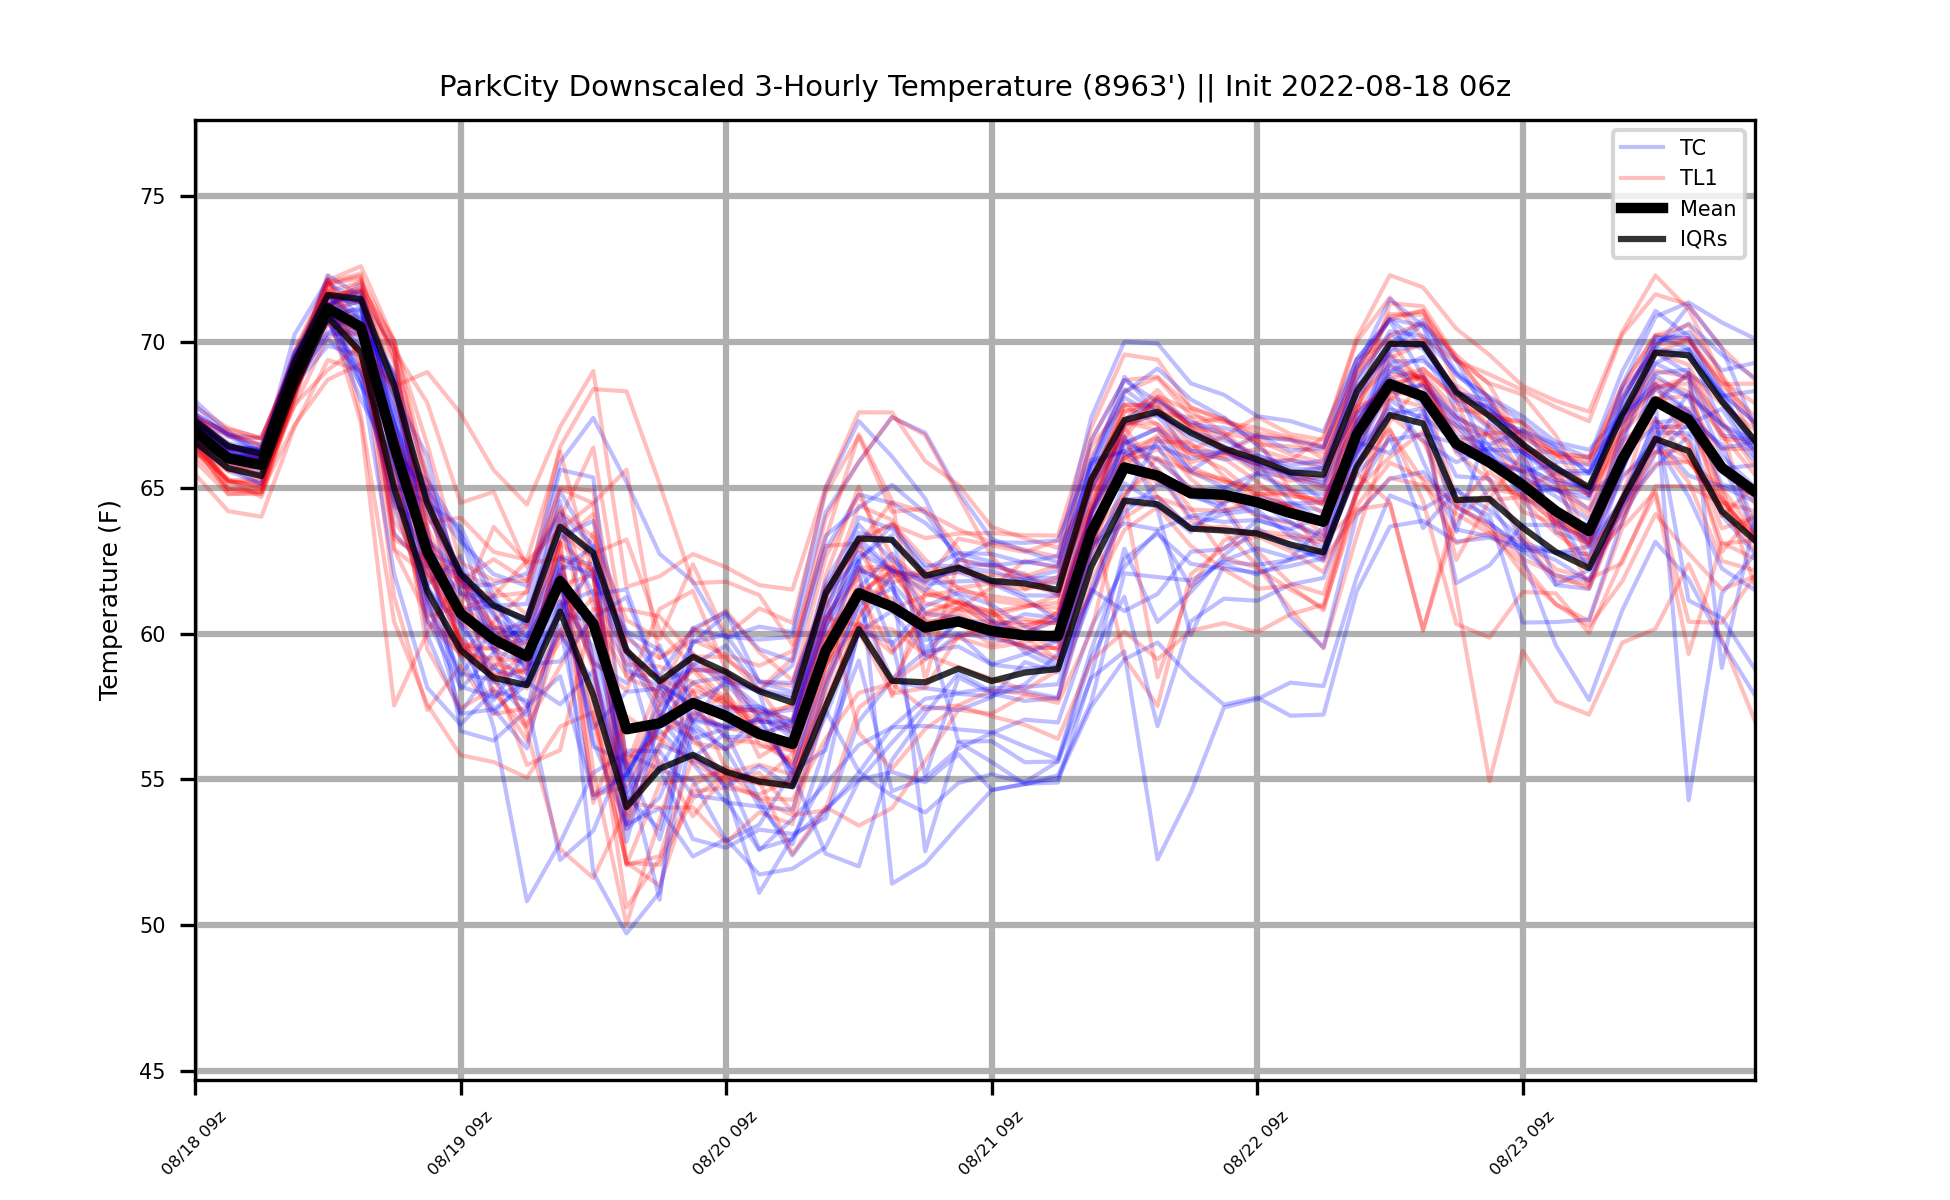 ParkCity Downscaled 3-Hourly Temperature (8963') || Init 2022-08-18 06z
TC
TL1
Mean
IQRs
Temperature (F)
75
70
65
60
55
50
45
08/18 09z
08/19 09z
08/20 09z
08/21 09z
08/22 09z
08/23 09z